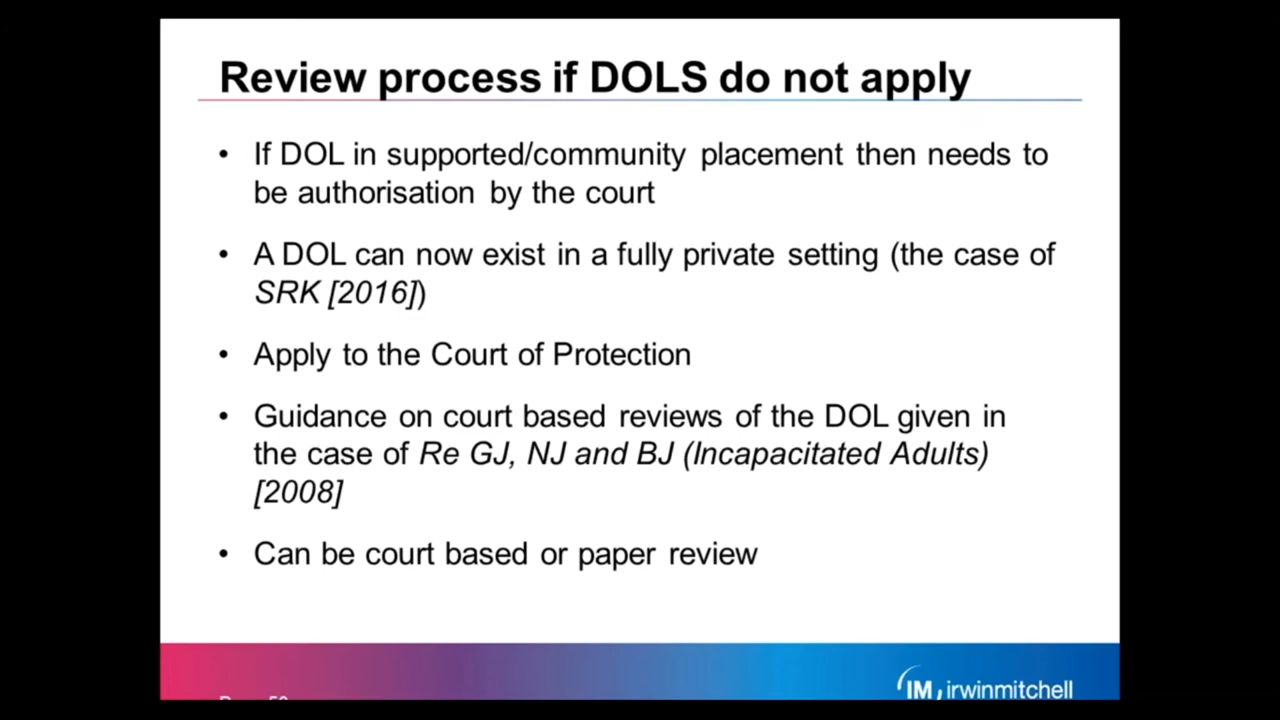 Review process if DOLS do not apply
• If DOL in supported/community placement then needs to
be authorisation by the court
• A DOL can now exist in a fully private setting (the case of
SRK [2016])
• Apply to the Court of Protection
• Guidance on court based reviews of the DOL given in
the case of Re GJ, NJ and BJ (Incapacitated Adults)
[2008]
• Can be court based or paper review
IM, irwinmitchell